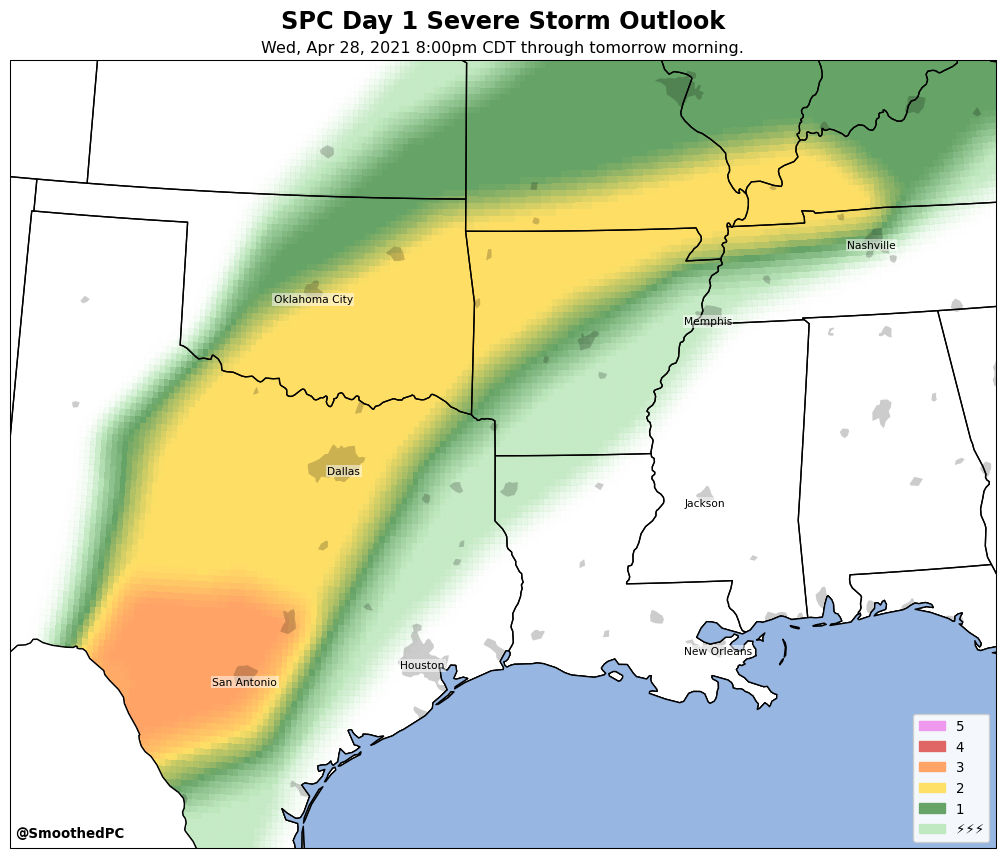 SPC Day 1 Severe Storm Outlook
Wed, Apr 28, 2021 8:00pm CDT through tomorrow morning.
Nashville
Oklahoma City
Memphis
Dallas
Jackson
New Orleans
Houston
San Antonio
5
4
3
2
1
⚡⚡⚡
@SmoothedPC